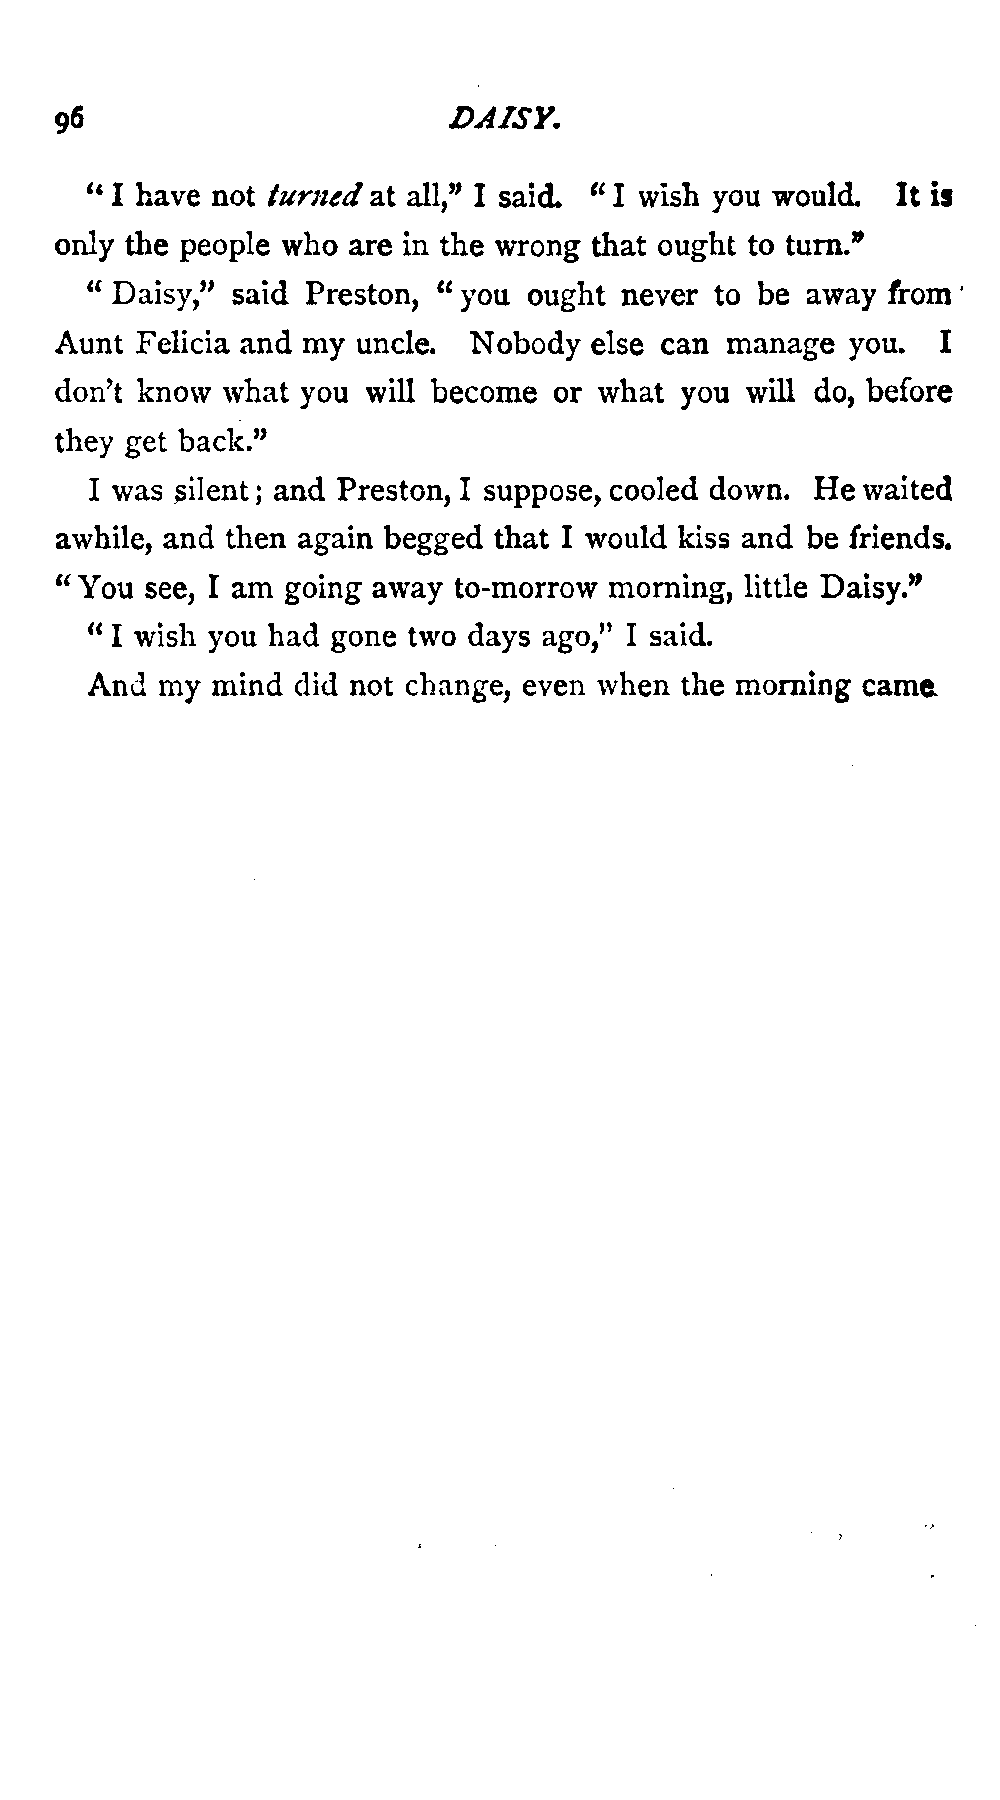 96 DAISY.
“ I have not turned at all,” I said. “ I wish you would. It is
only the people who are in the wrong that ought to turn.”
“ Daisy,” said Preston, “ you ought never to be away from
Aunt Felicia and my uncle. Nobody else can manage you. I
don’t know what you will become or what you will do, before
they get back.”
I was silent ; and Preston, I suppose, cooled down. He waited
awhile, and then again begged that I would kiss and be friends.
“ You see, I am going away to-morrow morning, little Daisy.”
“ I wish you had gone two days ago,” I said.
And my mind did not change, even when the morning came